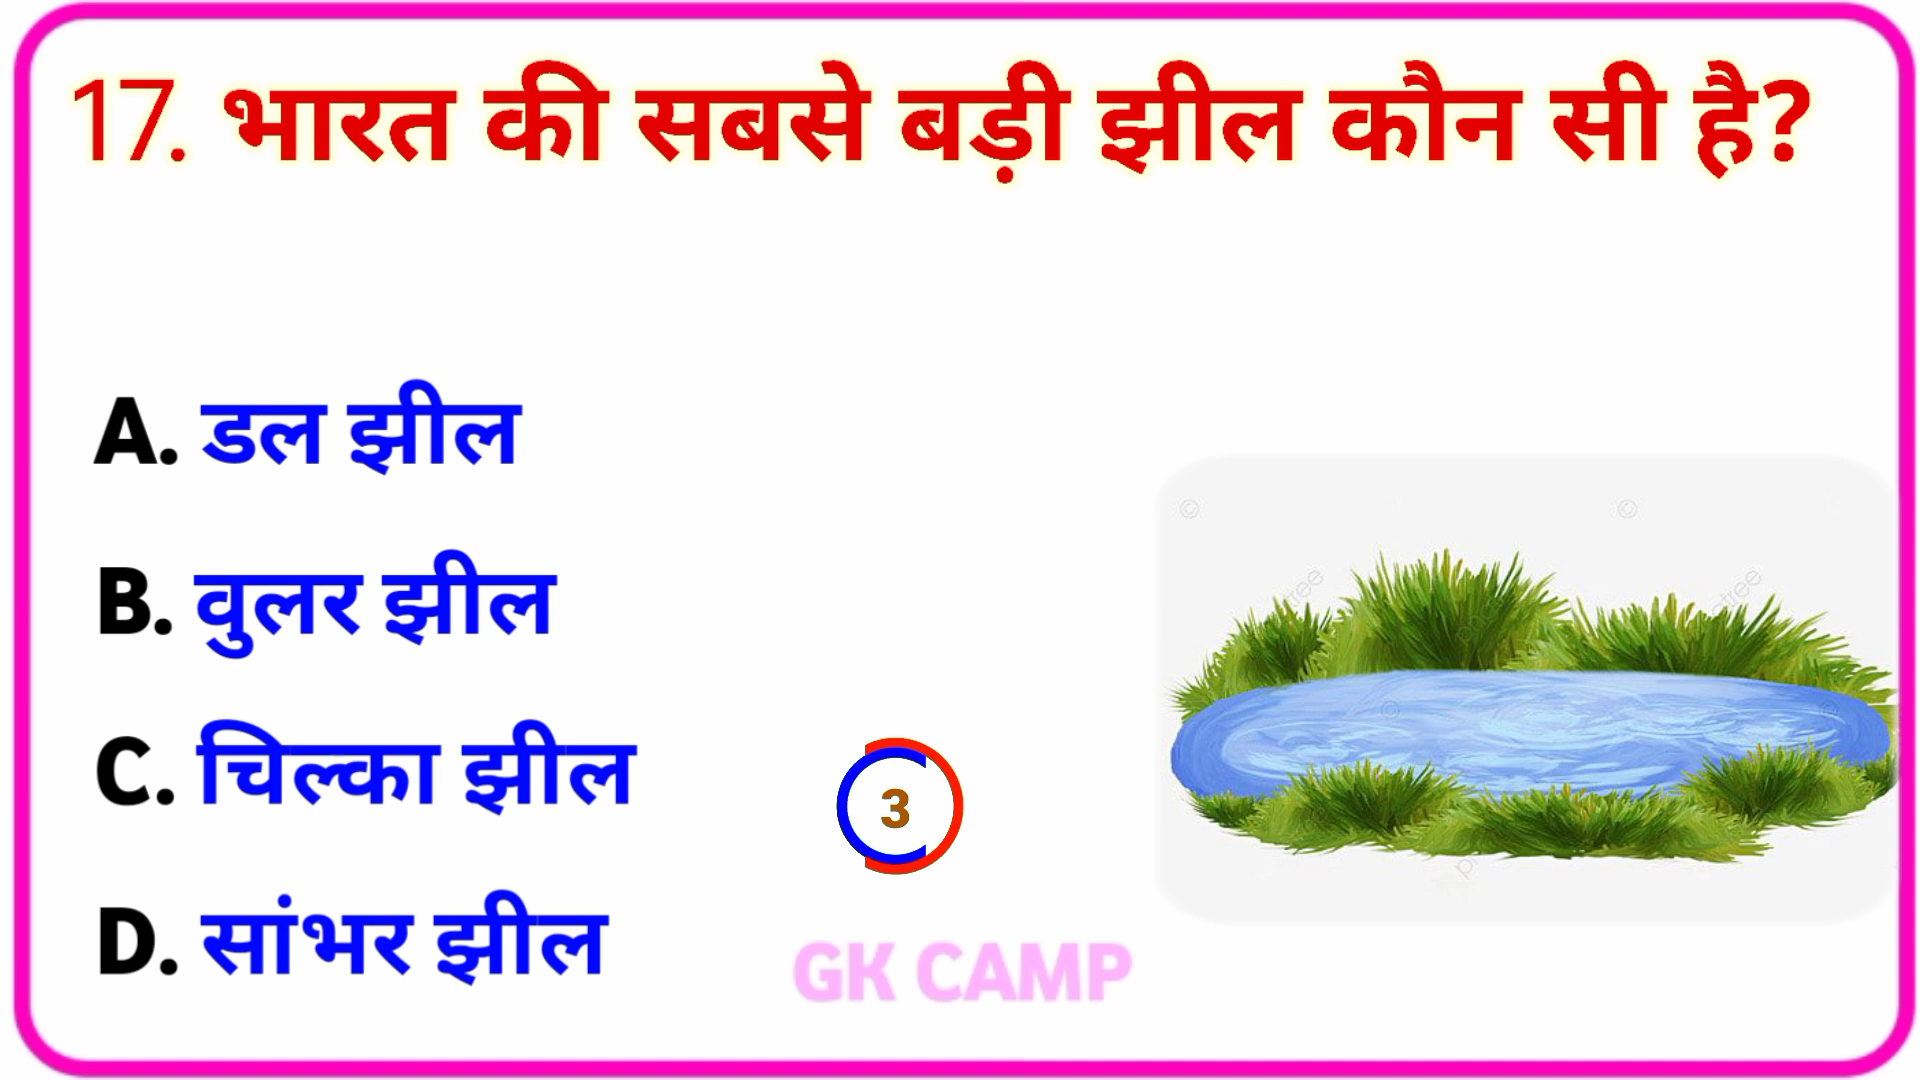 17. भारत की सबसे बड़ी झील कौन सी है?
A. डल झील
B. वुलर झील
C. चिल्का झील
3
D. सांभर झील
GK CAMP